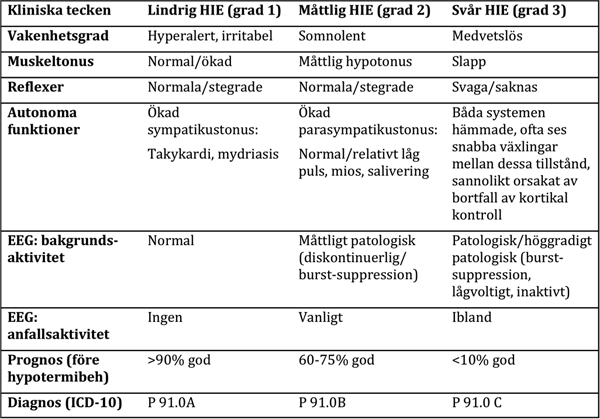 Kliniska tecken Lindrig HIE (grad 1) Måttlig HIE (grad 2) Svår HIE (grad 3)
Vakenhetsgrad Hyperalert, irritabel Somnolent Medvetslös
Muskeltonus Normal/ökad Måttlig hypotonus Slapp
Reflexer Normala/stegrade Normala/stegrade Svaga/saknas
Autonoma
funktioner
Ökad
sympatikustonus:
Takykardi, mydriasis
Ökad
parasympatikustonus:
Normal/relativt låg
puls, mios, salivering
Båda systemen
hämmade, ofta ses
snabba växlingar
mellan dessa tillstånd,
sannolikt orsakat av
bortfall av kortikal
kontroll
EEG: bakgrunds-
aktivitet
Normal
Måttligt patologisk
(diskontinuerlig/
burst-suppression)
Patologisk/höggradigt
patologisk (burst-
suppression,
lågvoltigt, inaktivt)
EEG:
anfallsaktivitet
Ingen
Vanligt
Ibland
Prognos (före
hypotermibeh)
>90% god
60-75% god
<10% god
Diagnos (ICD-10) P 91.0A P 91.0B P 91.0 C